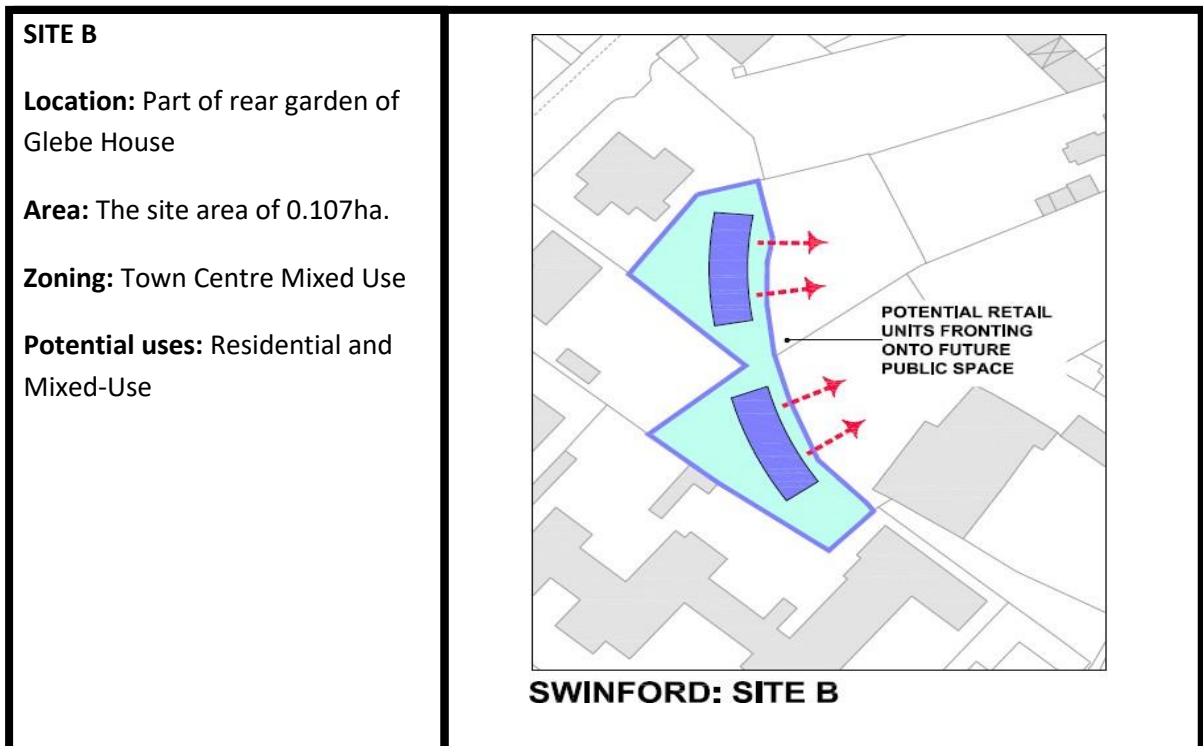 SITE B
Location: Part of rear garden of
Glebe House
Area: The site area of 0.107ha.
Zoning: Town Centre Mixed Use
Potential uses: Residential and
Mixed-Use
POTENTIAL RETAIL
UNITS FRONTING
ONTO FUTURE
PUBLIC SPACE
SWINFORD: SITE B